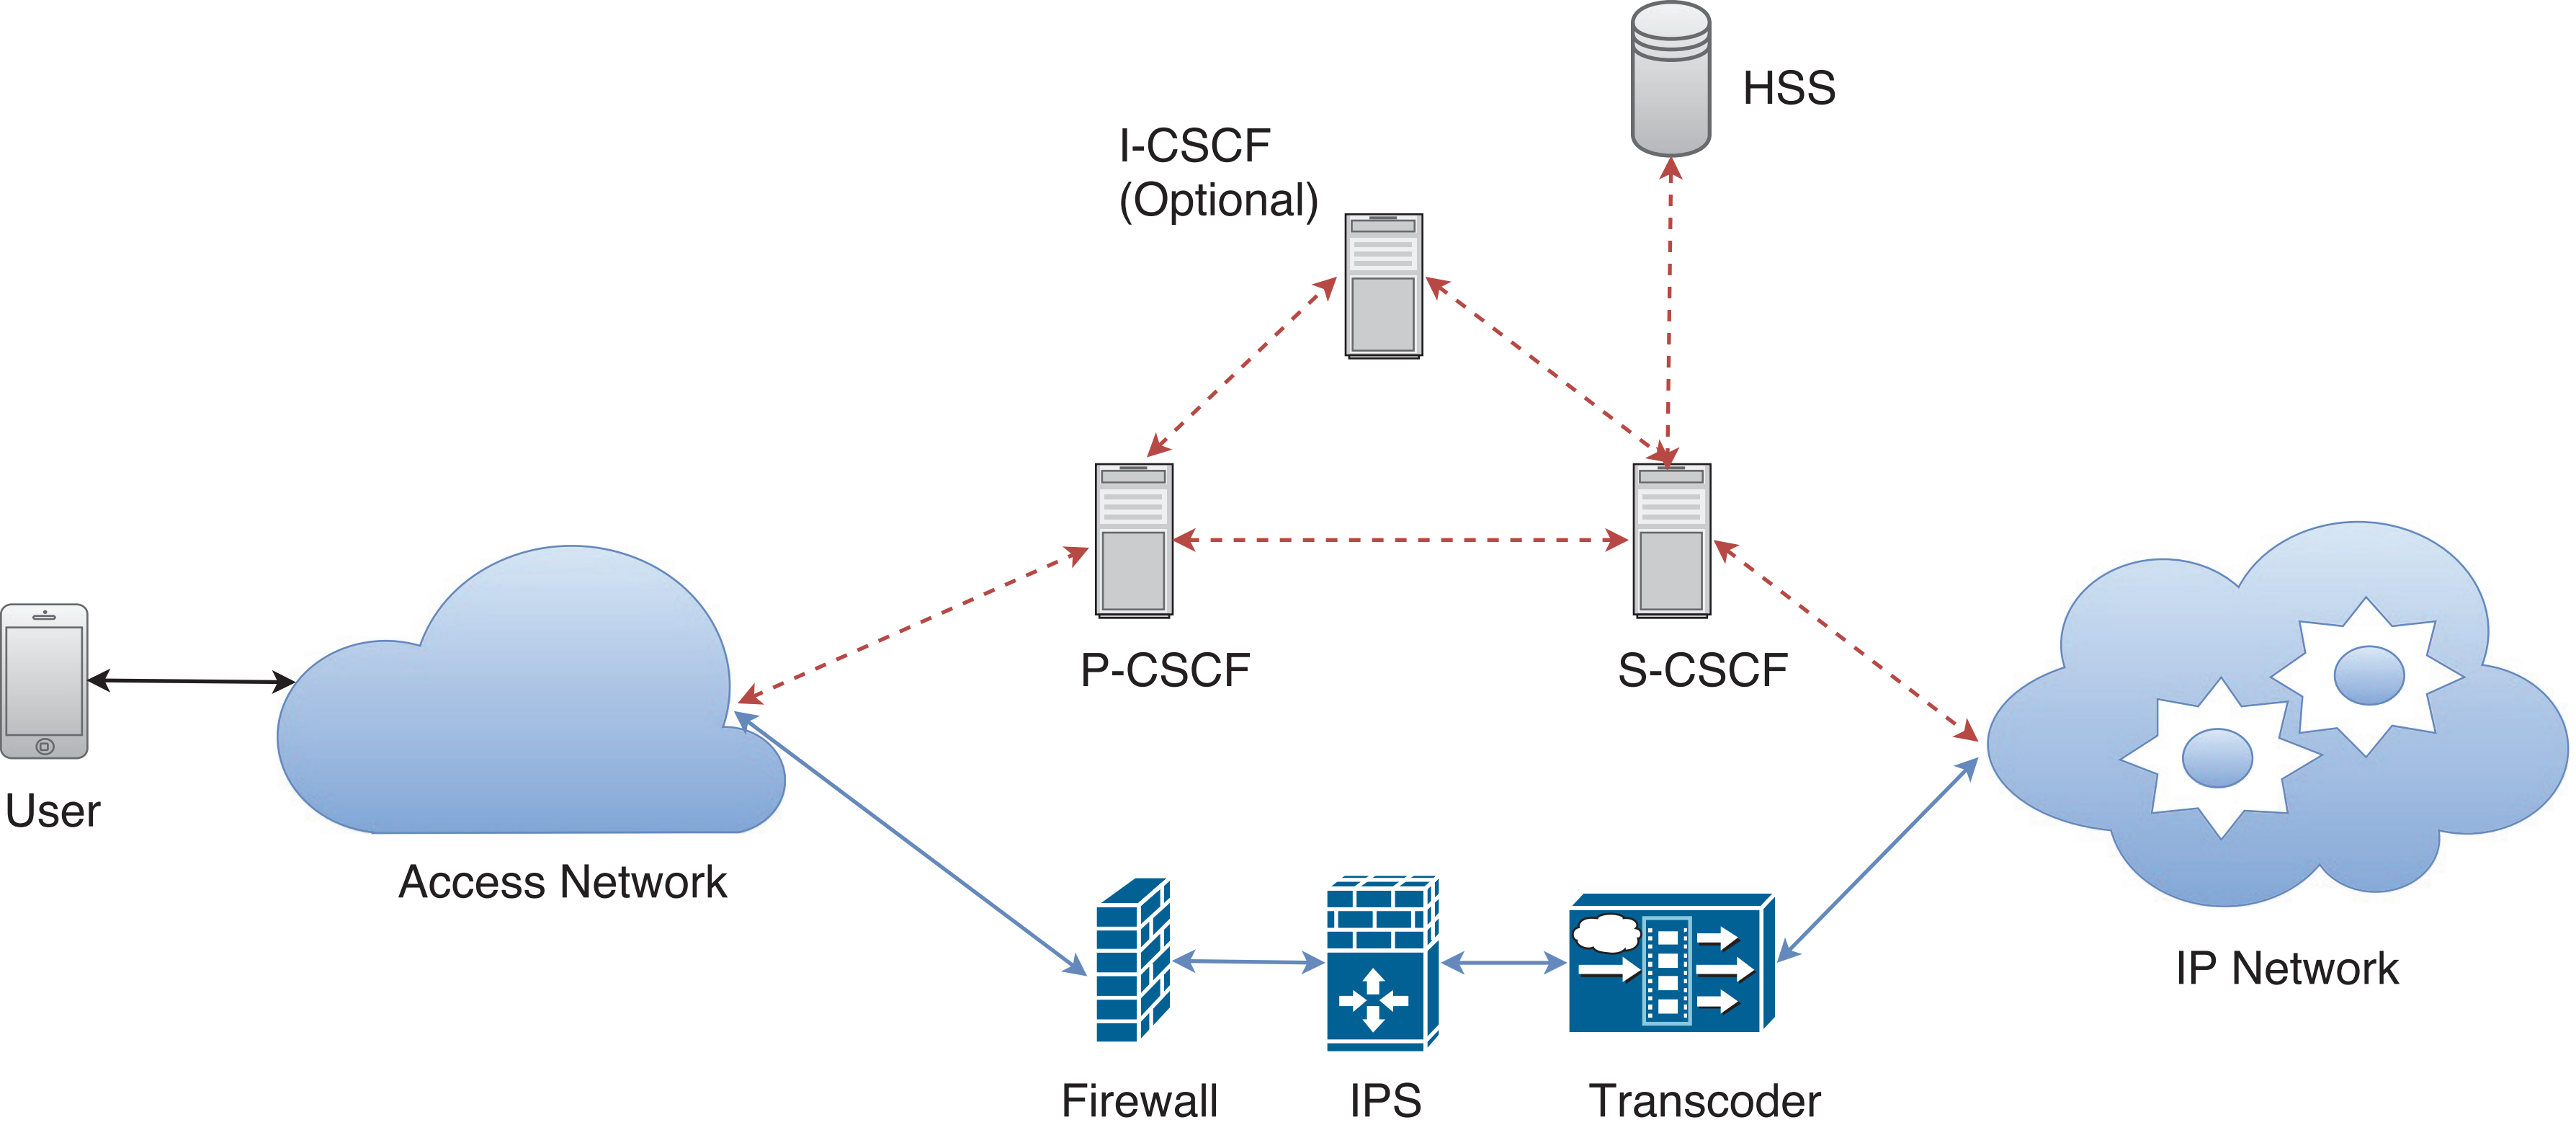 HSS
I-CSCF
(Optional)
P-CSCF
S-CSCF
User
Access Network
IP Network
Firewall
IPS
Transcoder